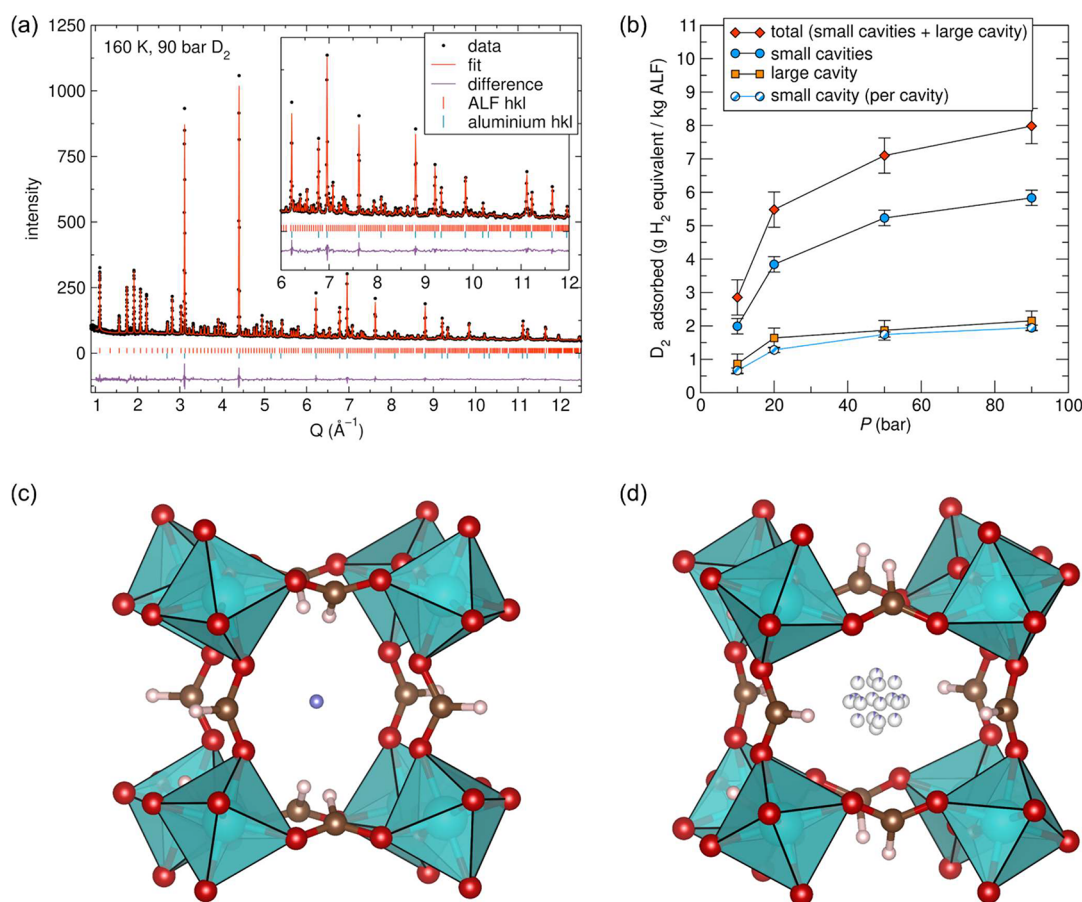 (a)
160 K, 90 bar D2
data
fit
difference
ALF hkl
aluminium hkl
1250
1000
750
500
250
0
intensity
6 7 8 9 10 11 12
1 2 3 4 5 6 7 8 9 10 11 12
Q (Å⁻¹)
(b)
total (small cavities + large cavity)
small cavities
large cavity
small cavity (per cavity)
11
10
9
8
7
6
5
4
3
2
1
0
D2 adsorbed (g H2 equivalent / kg ALF)
0 20 40 60 80 100
P (bar)
(c)
(d)